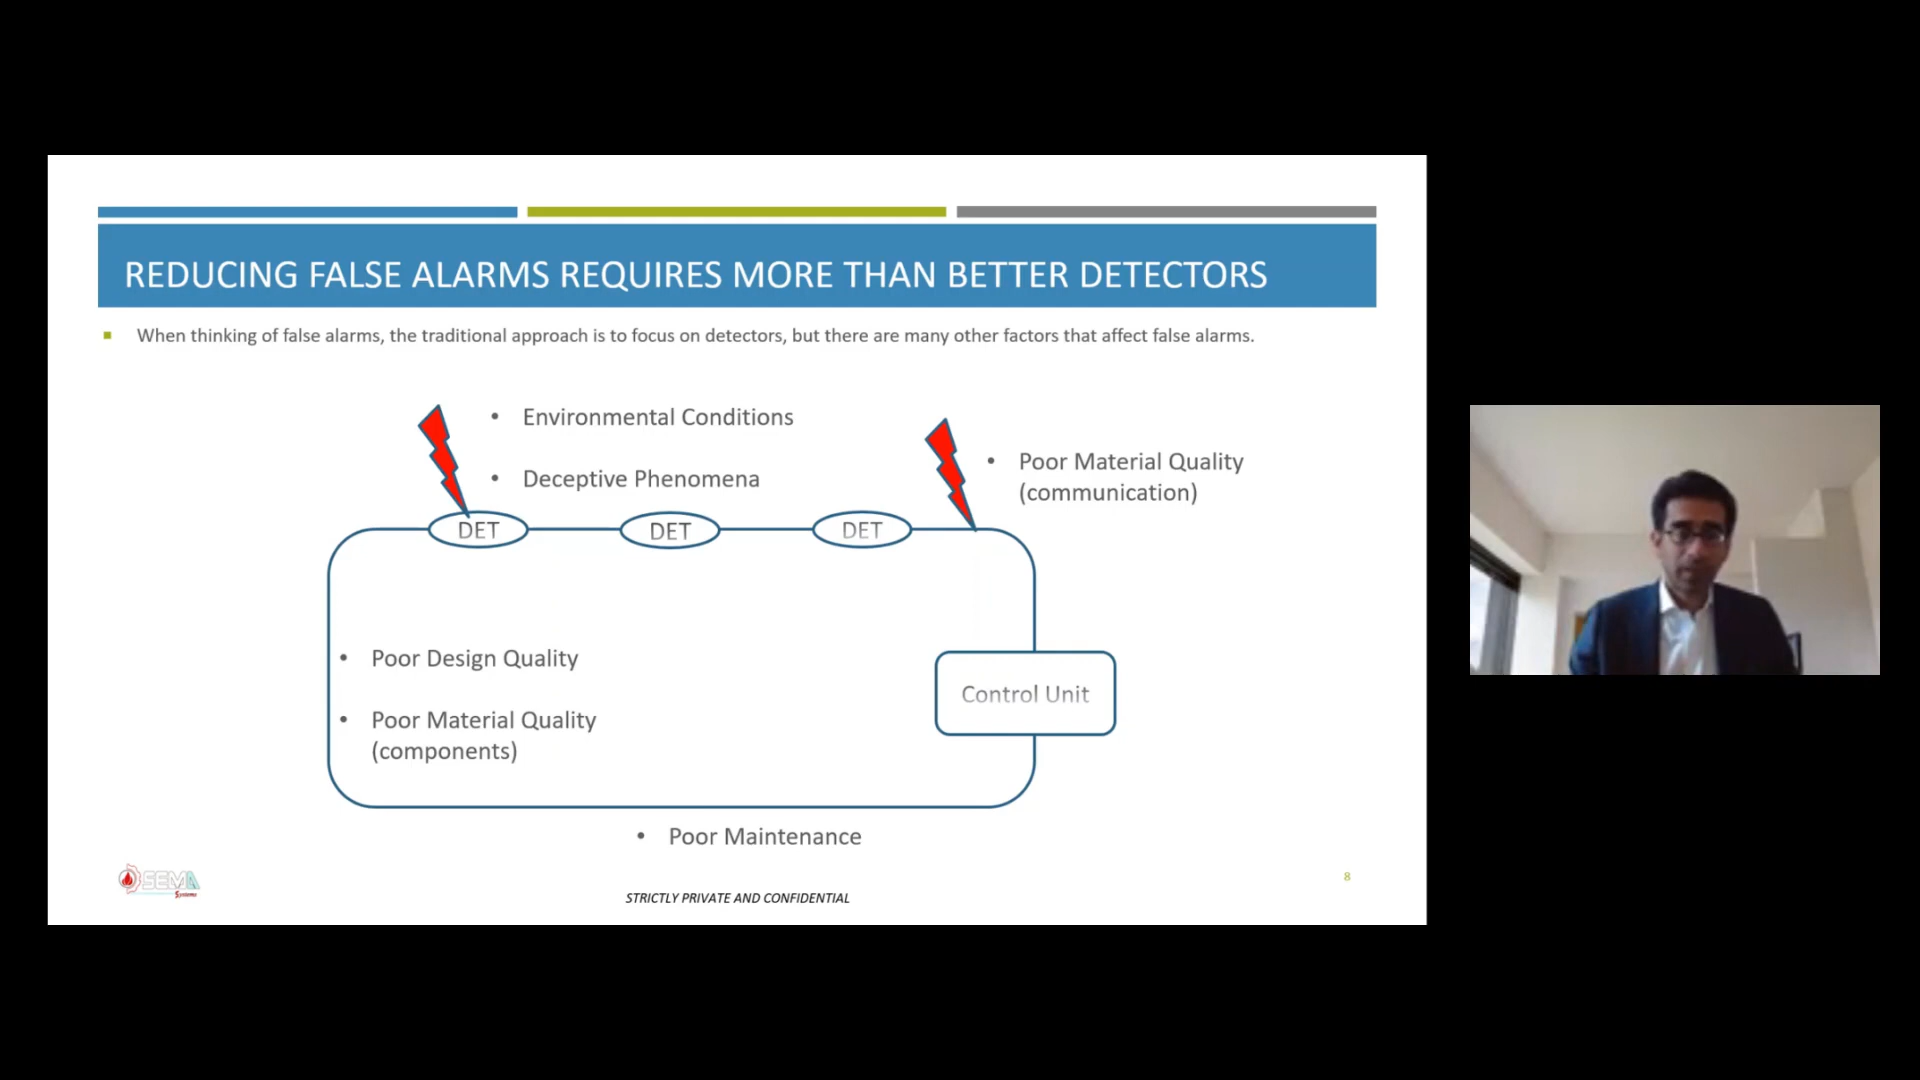 REDUCING FALSE ALARMS REQUIRES MORE THAN BETTER DETECTORS
When thinking of false alarms, the traditional approach is to focus on detectors, but there are many other factors that affect false alarms.
• Environmental Conditions
• Deceptive Phenomena
• Poor Material Quality
(communication)
DET
DET
DET
• Poor Design Quality
• Poor Material Quality
(components)
Control Unit
• Poor Maintenance
SEMA
Systems
STRICTLY PRIVATE AND CONFIDENTIAL
8